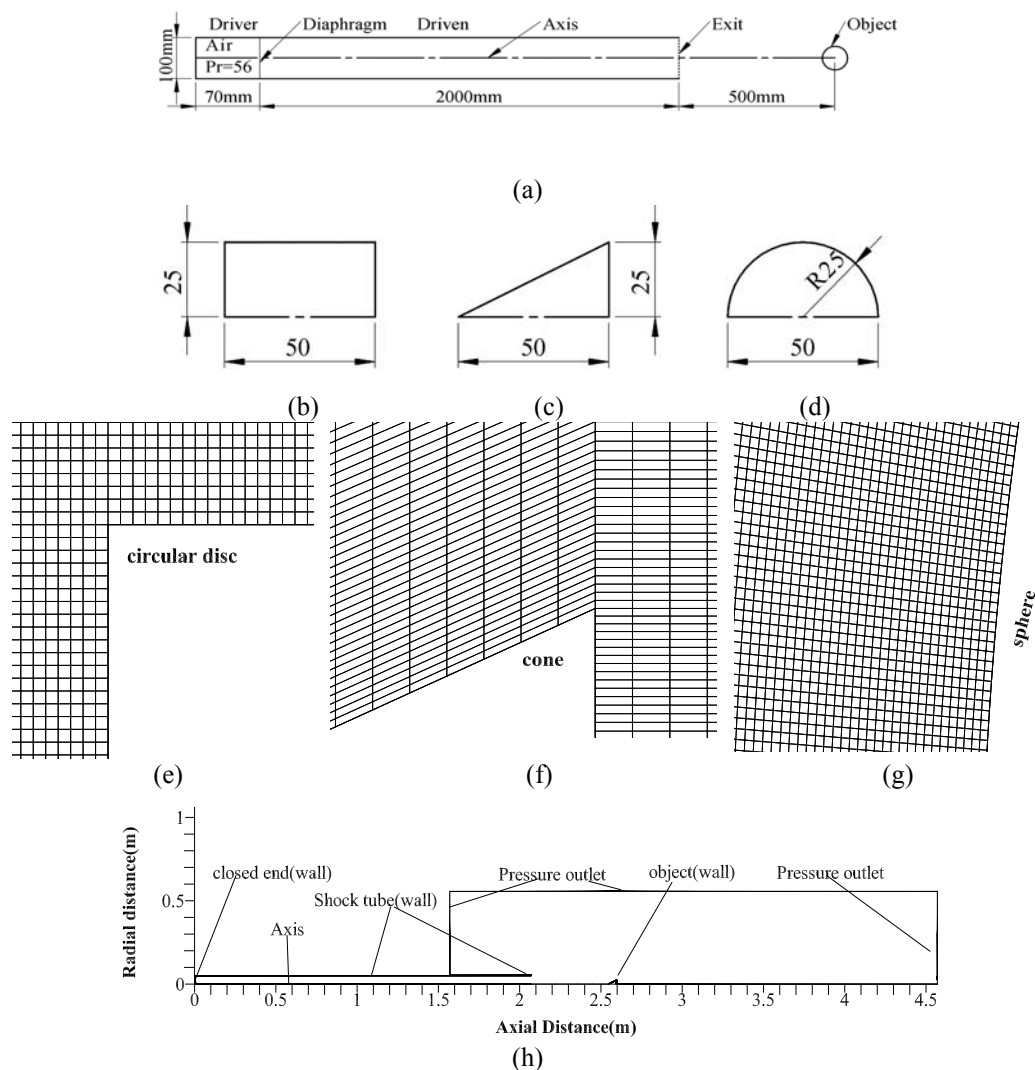 Driver Diaphragm Driven Axis Exit Object
Air
Pr=56
100mm
70mm 2000mm 500mm
(a)
25 25 R25
50 50 50
(b) (c) (d)
circular disc
cone
sphere
(e) (f) (g)
Radial distance(m)
1
0.5
0
closed end(wall) Pressure outlet object(wall) Pressure outlet
Shock tube(wall)
Axis
0 0.5 1 1.5 2 2.5 3 3.5 4 4.5
Axial Distance(m)
(h)